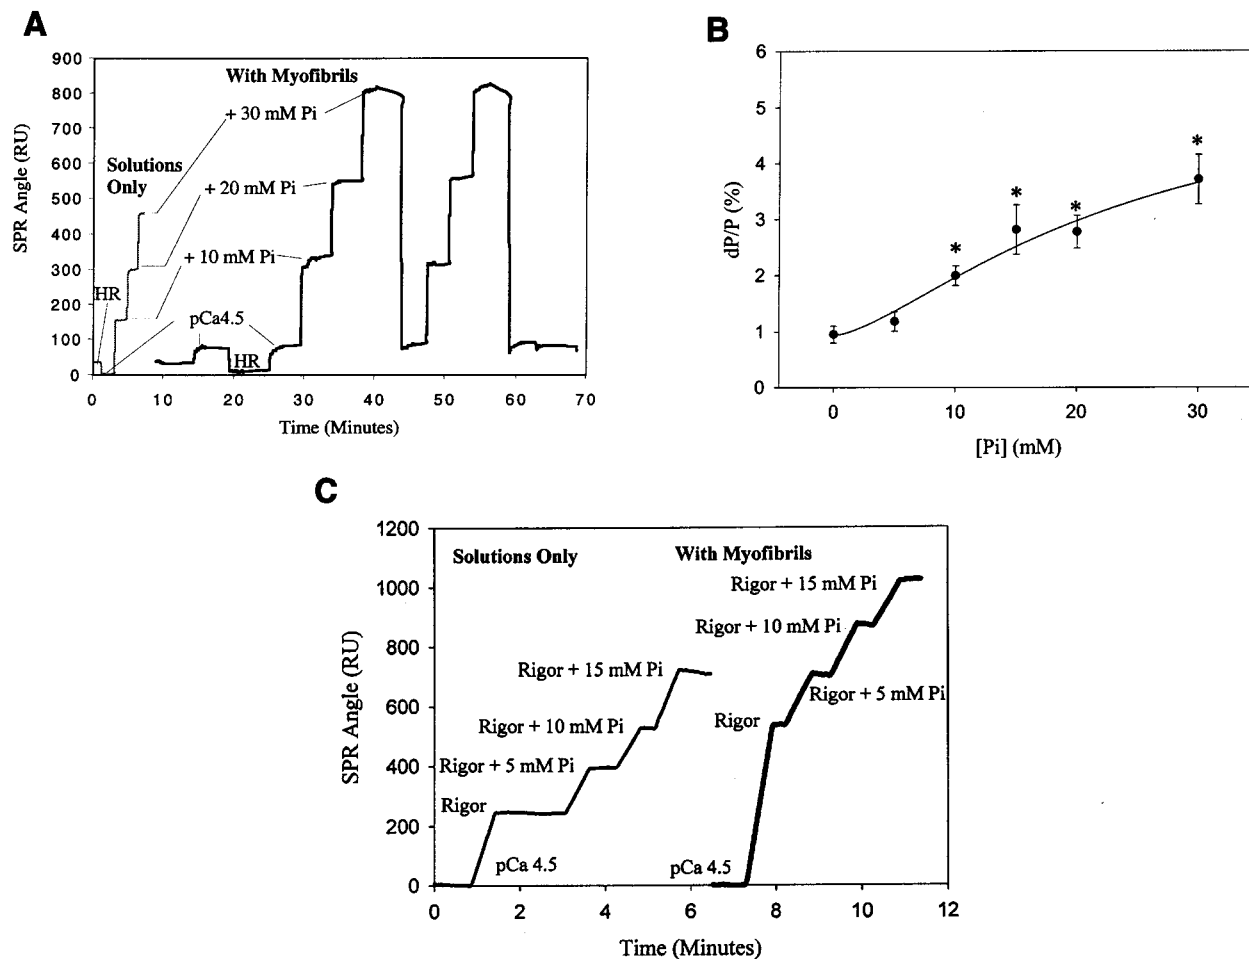 A
900
800
700
600
500
400
300
200
100
0
SPR Angle (RU)
With Myofibrils
+ 30 mM Pi
Solutions
Only
+ 20 mM Pi
+ 10 mM Pi
HR
pCa4.5
HR
0 10 20 30 40 50 60 70
Time (Minutes)
B
6
5
4
3
2
1
0
dP/P (%)
* * * *
0 10 20 30
[Pi] (mM)
C
1200
1000
800
600
400
200
0
SPR Angle (RU)
Solutions Only
With Myofibrils
Rigor + 15 mM Pi
Rigor + 10 mM Pi
Rigor + 15 mM Pi
Rigor + 5 mM Pi
Rigor
Rigor + 10 mM Pi
Rigor + 5 mM Pi
Rigor
pCa 4.5
pCa 4.5
0 2 4 6 8 10 12
Time (Minutes)